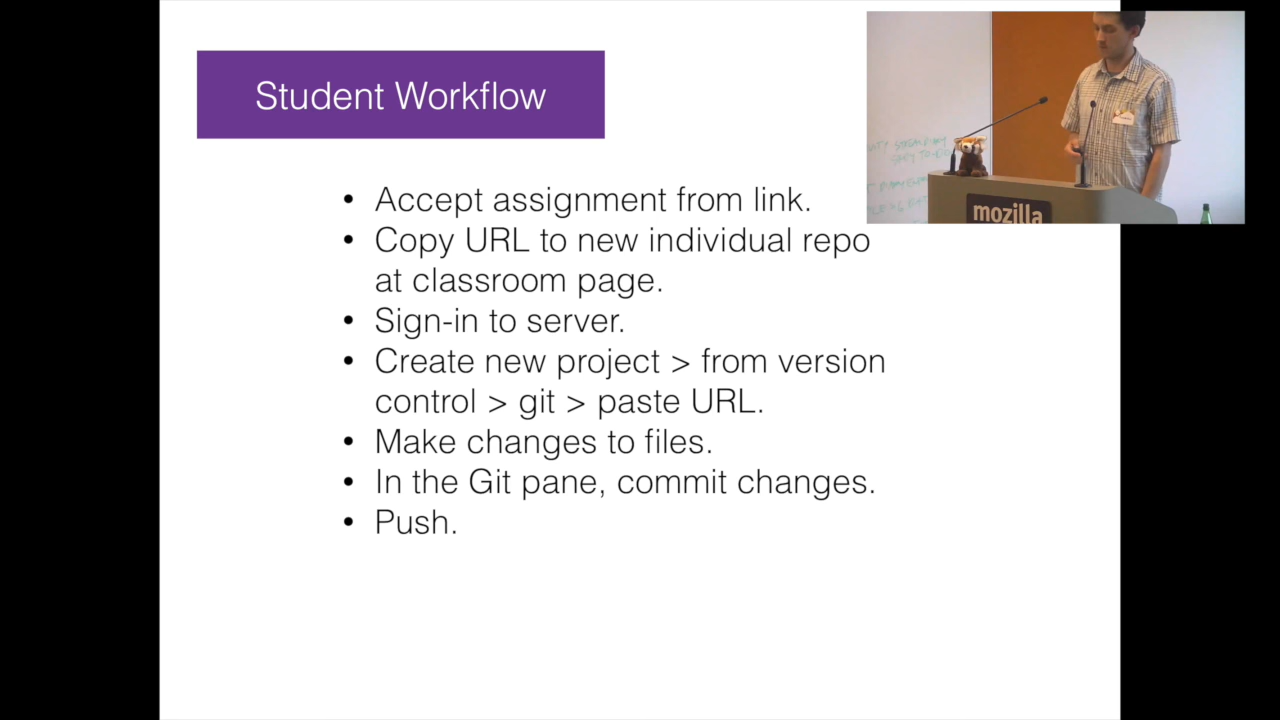 Student Workflow
• Accept assignment from link.
• Copy URL to new individual repo
at classroom page.
• Sign-in to server.
• Create new project > from version
control > git > paste URL.
• Make changes to files.
• In the Git pane, commit changes.
• Push.
mozilla